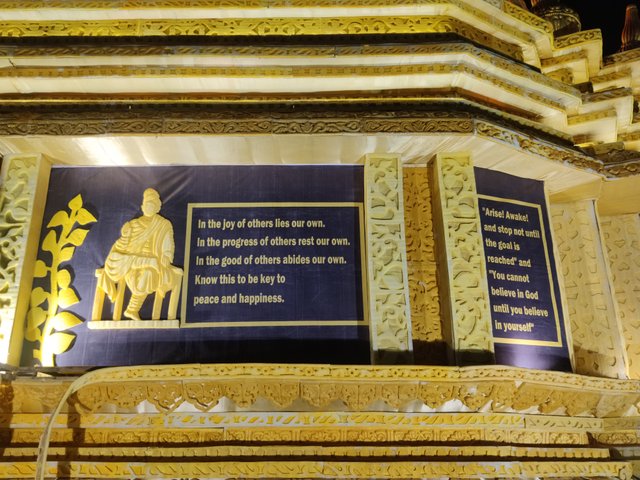 In the joy of others lies our own.
In the progress of others rest our own.
In the good of others abides our own.
Know this to be key to
peace and happiness.
"Arise! Awake!
and stop not until
the goal is
reached" and
"You cannot
believe in God
until you believe
in yourself"